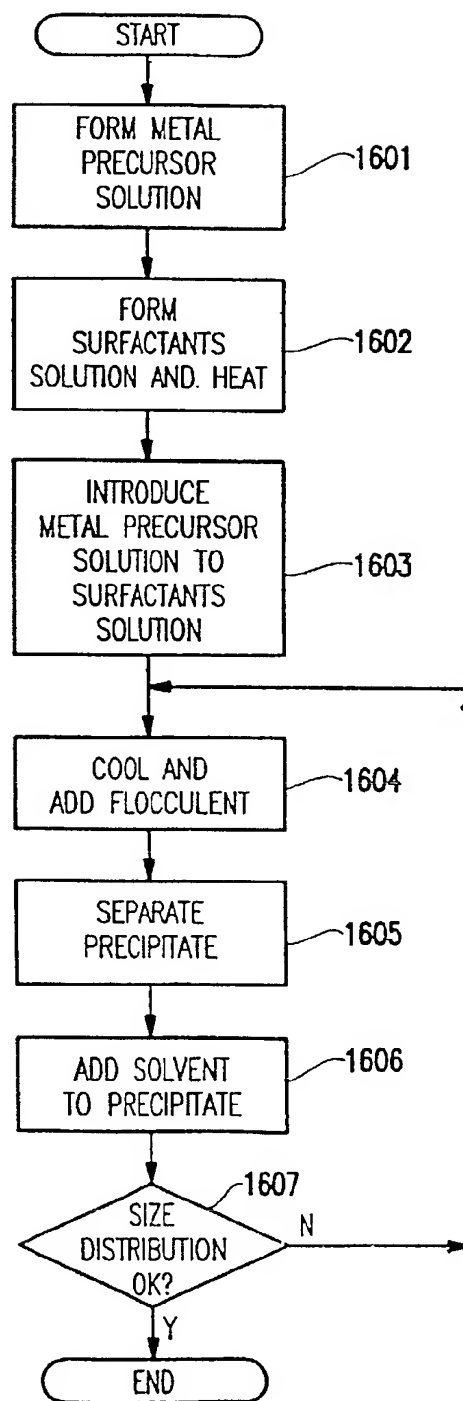 START
FORM METAL
PRECURSOR
SOLUTION
1601
FORM
SURFACTANTS
SOLUTION AND. HEAT
1602
INTRODUCE
METAL PRECURSOR
SOLUTION TO
SURFACTANTS
SOLUTION
1603
COOL AND
ADD FLOCCULENT
1604
SEPARATE
PRECIPITATE
1605
ADD SOLVENT
TO PRECIPITATE
1606
1607
SIZE
DISTRIBUTION
OK?
N
Y
END